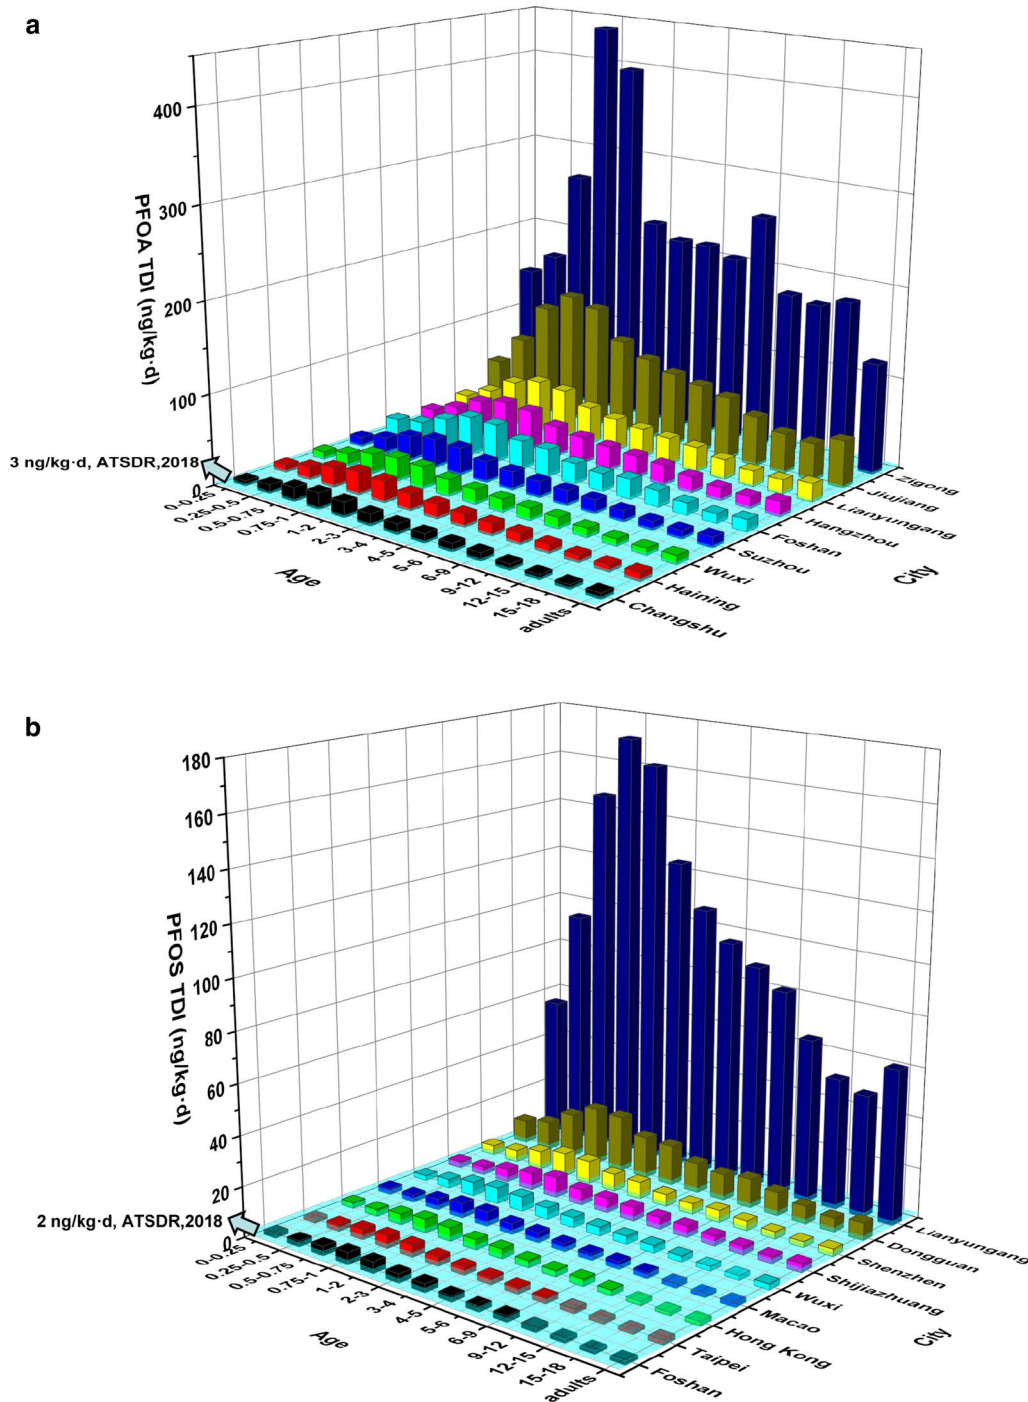 a
400
300
200
100
0
PFOA TDI (ng/kg·d)
3 ng/kg·d, ATSDR,2018
0-0.25
0.25-0.5
0.5-0.75
0.75-1
1-2
2-3
3-4
4-5
5-6
6-9
9-12
12-15
15-18
adults
Age
Zigong
Jiujiang
Lianyungang
Hangzhou
Foshan
Suzhou
Wuxi
Haining
Changshu
City
b
180
160
140
120
100
80
60
40
20
0
PFOS TDI (ng/kg·d)
2 ng/kg·d, ATSDR,2018
0-0.25
0.25-0.5
0.5-0.75
0.75-1
1-2
2-3
3-4
4-5
5-6
6-9
9-12
12-15
15-18
adults
Age
Lianyungang
Dongguan
Shenzhen
Shijiazhuang
Wuxi
Macao
Hong Kong
Taipei
Foshan
City